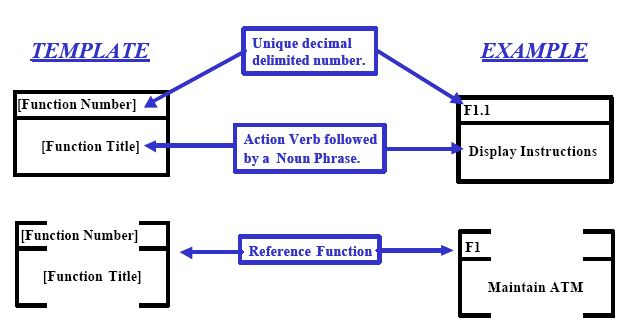 TEMPLATE
Unique decimal
delimited number.
EXAMPLE
[Function Number]
F1.1
[Function Title]
Action Verb followed
by a Noun Phrase.
Display Instructions
[Function Number]
Reference Function
F1
[Function Title]
Maintain ATM